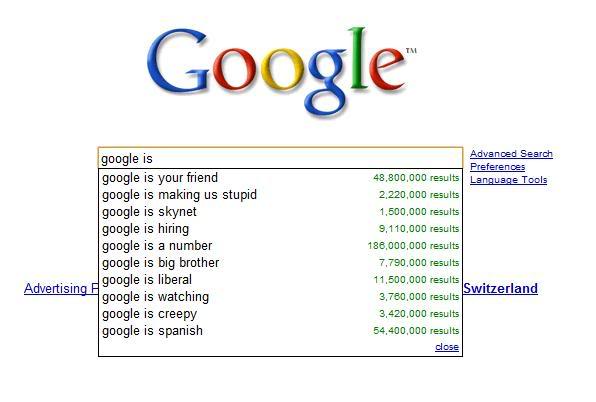 Google™
google is
Advanced Search
Preferences
Language Tools
google is your friend 48,800,000 results
google is making us stupid 2,220,000 results
google is skynet 1,500,000 results
google is hiring 9,110,000 results
google is a number 186,000,000 results
google is big brother 7,790,000 results
google is liberal 11,500,000 results
google is watching 3,760,000 results
google is creepy 3,420,000 results
google is spanish 54,400,000 results
close
Advertising Switzerland